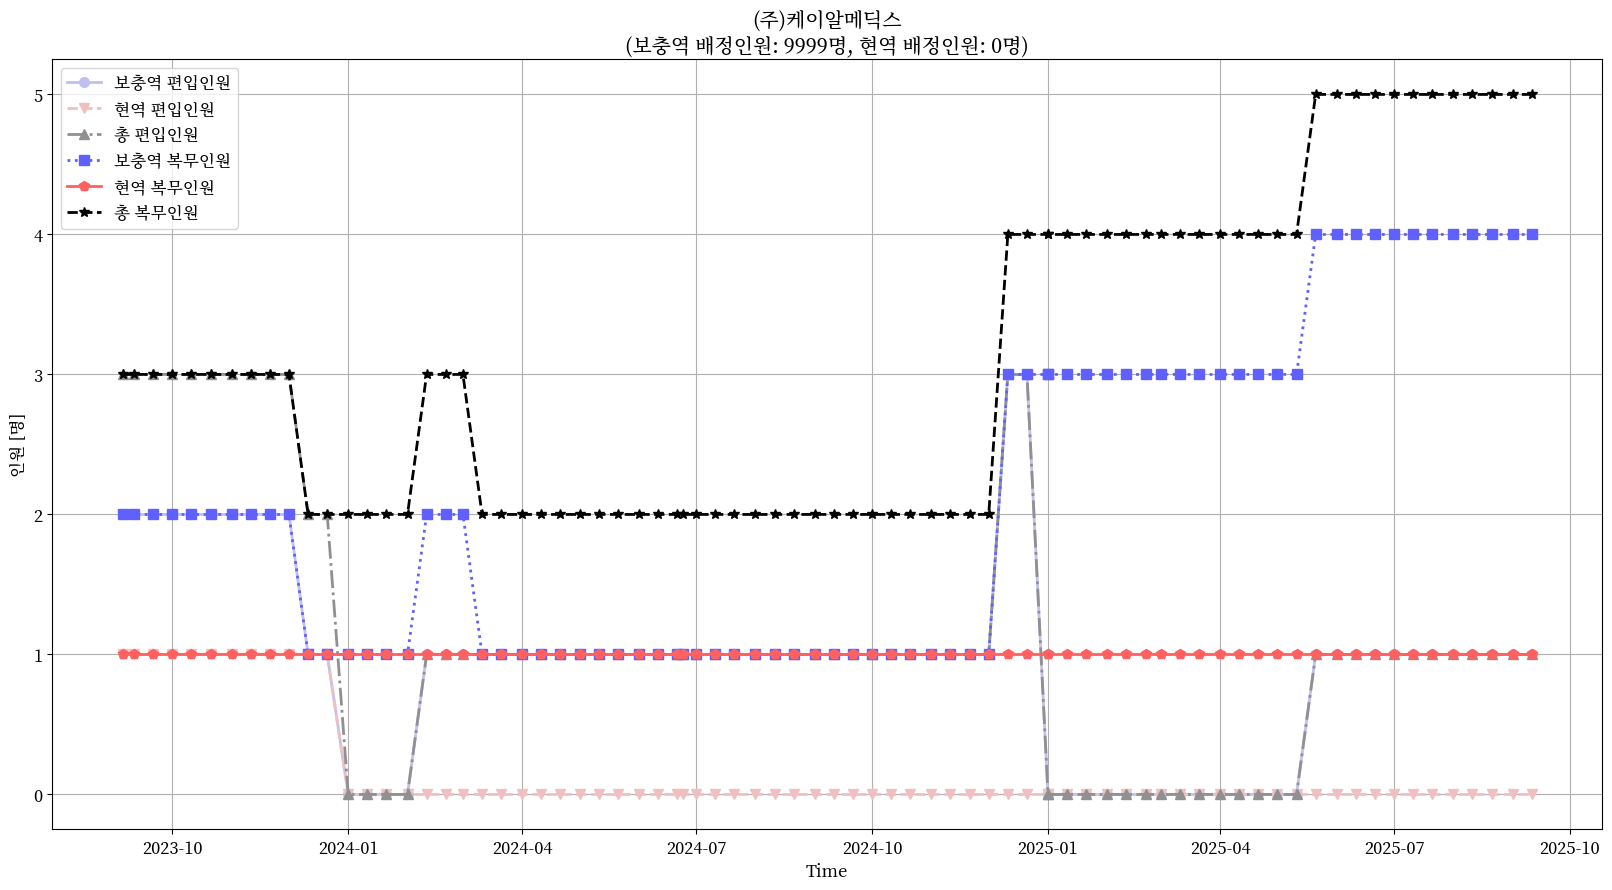 (주)케이알메딕스
(보충역 배정인원: 9999명, 현역 배정인원: 0명)
보충역 편입인원
현역 편입인원
총 편입인원
보충역 복무인원
현역 복무인원
총 복무인원
5
4
3
2
1
0
인원 [명]
2023-10
2024-01
2024-04
2024-07
2024-10
2025-01
2025-04
2025-07
2025-10
Time